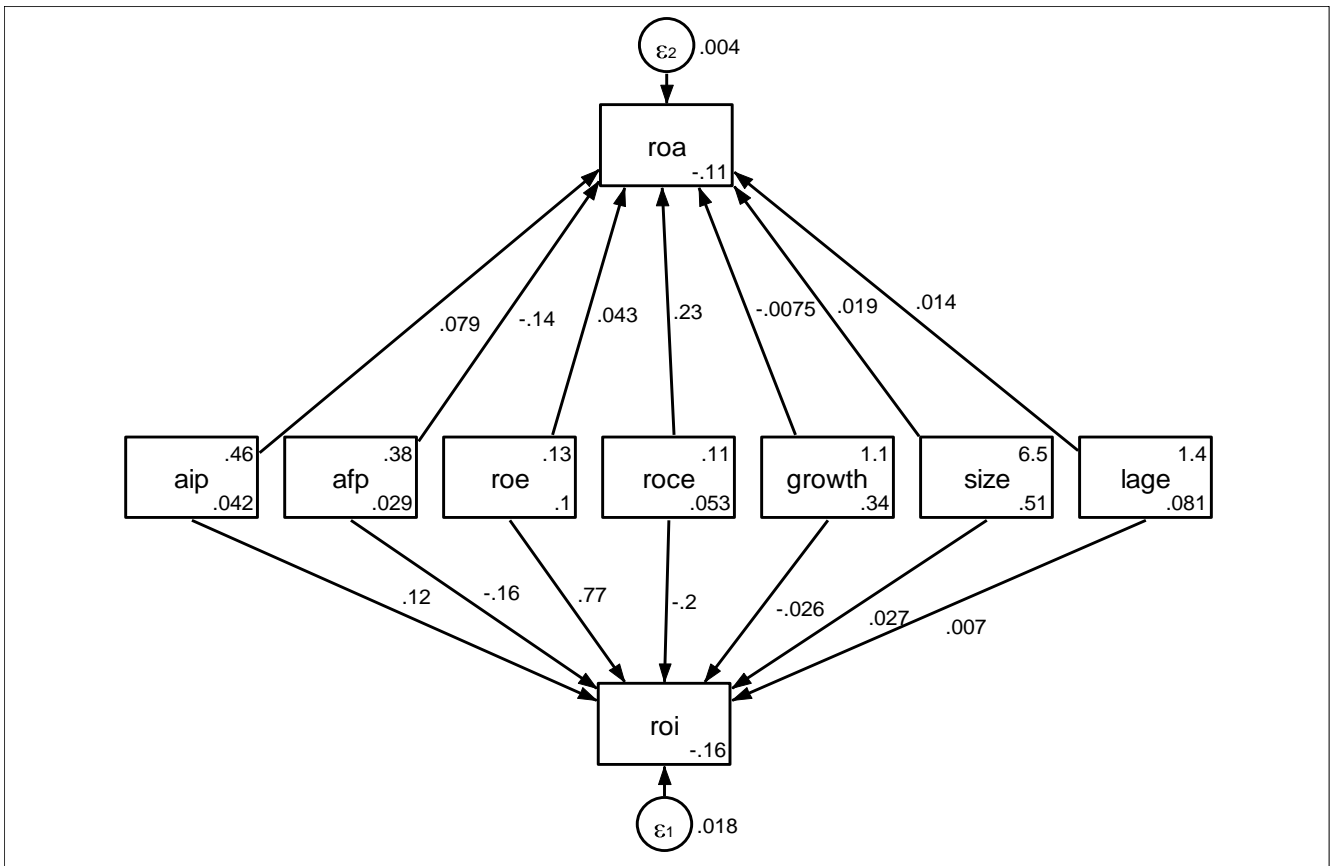 ε2 .004
roa
-.11
.079 -.14 .043 .23 -.0075 .019 .014
.46 .38 .13 .11 1.1 6.5 1.4
aip afp roe roce growth size lage
.042 .029 .1 .053 .34 .51 .081
.12 -.16 .77 -.2 -.026 .027 .007
roi
-.16
ε1 .018